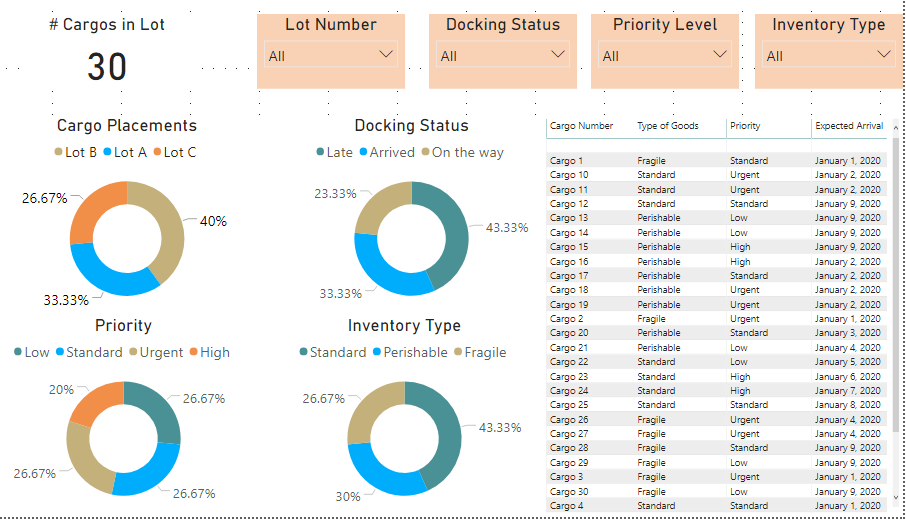 # Cargos in Lot
30
Lot Number
All
Docking Status
All
Priority Level
All
Inventory Type
All
Cargo Placements
Lot B Lot A Lot C
26.67%
40%
33.33%
Docking Status
Late Arrived On the way
23.33%
43.33%
33.33%
Priority
Low Standard Urgent High
20%
26.67%
26.67%
26.67%
Inventory Type
Standard Perishable Fragile
26.67%
43.33%
30%
Cargo Number Type of Goods Priority Expected Arrival
Cargo 1 Fragile Standard January 1, 2020
Cargo 10 Standard Urgent January 2, 2020
Cargo 11 Standard Urgent January 2, 2020
Cargo 12 Standard Standard January 9, 2020
Cargo 13 Perishable Low January 9, 2020
Cargo 14 Perishable Low January 9, 2020
Cargo 15 Perishable High January 9, 2020
Cargo 16 Perishable High January 2, 2020
Cargo 17 Perishable Standard January 2, 2020
Cargo 18 Perishable Urgent January 2, 2020
Cargo 19 Perishable Urgent January 2, 2020
Cargo 2 Fragile Urgent January 1, 2020
Cargo 20 Perishable Standard January 3, 2020
Cargo 21 Perishable Low January 4, 2020
Cargo 22 Standard Low January 5, 2020
Cargo 23 Standard High January 6, 2020
Cargo 24 Standard High January 7, 2020
Cargo 25 Standard Standard January 8, 2020
Cargo 26 Fragile Urgent January 4, 2020
Cargo 27 Fragile Urgent January 4, 2020
Cargo 28 Fragile Standard January 9, 2020
Cargo 29 Fragile Low January 9, 2020
Cargo 3 Fragile Urgent January 1, 2020
Cargo 30 Fragile Low January 9, 2020
Cargo 4 Standard Standard January 1, 2020